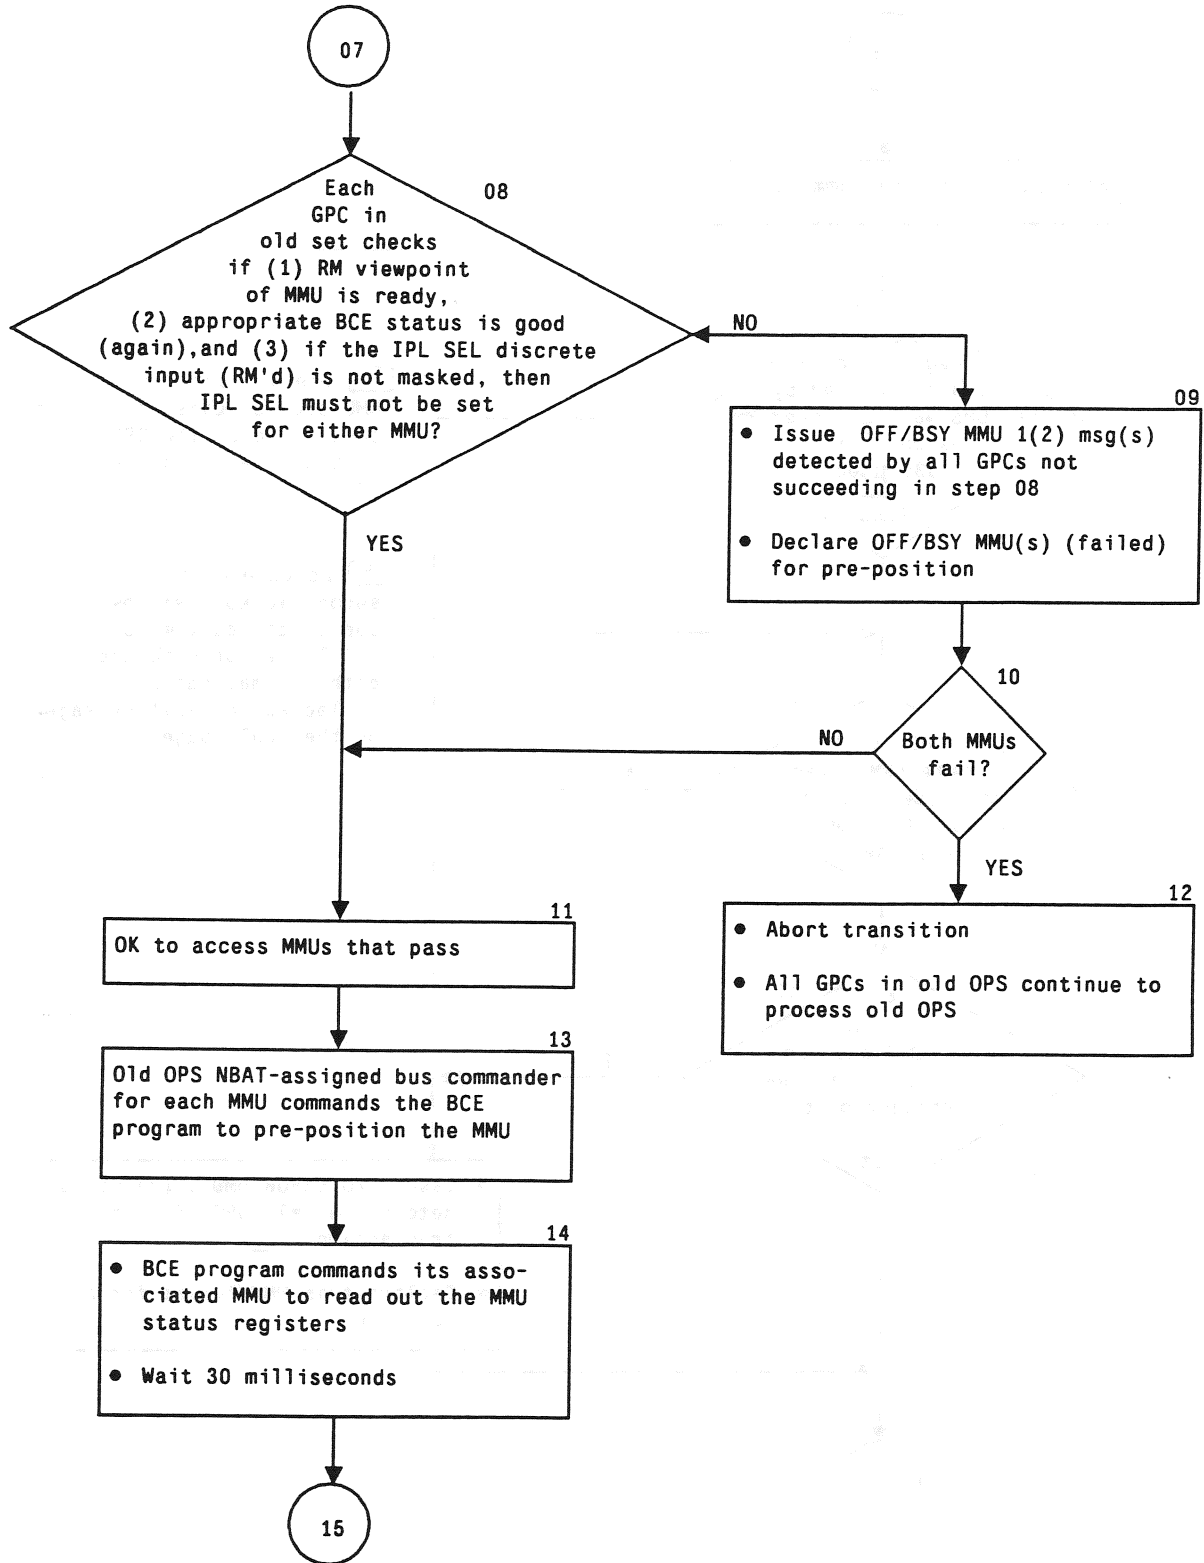 07
08
Each
GPC in
old set checks
if (1) RM viewpoint
of MMU is ready,
(2) appropriate BCE status is good
(again),and (3) if the IPL SEL discrete
input (RM'd) is not masked, then
IPL SEL must not be set
for either MMU?
NO
YES
09
● Issue OFF/BSY MMU 1(2) msg(s)
detected by all GPCs not
succeeding in step 08
● Declare OFF/BSY MMU(s) (failed)
for pre-position
10
Both MMUs
fail?
NO
YES
11
OK to access MMUs that pass
12
● Abort transition
● All GPCs in old OPS continue to
process old OPS
13
Old OPS NBAT-assigned bus commander
for each MMU commands the BCE
program to pre-position the MMU
14
● BCE program commands its asso-
ciated MMU to read out the MMU
status registers
● Wait 30 milliseconds
15